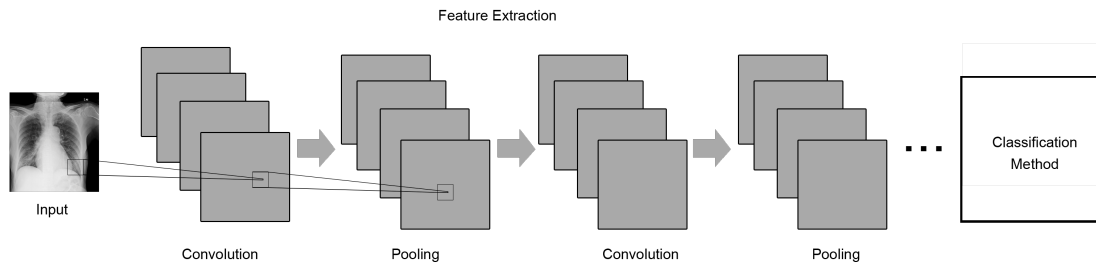 Feature Extraction
Classification
Method
Input
Convolution
Pooling
Convolution
Pooling